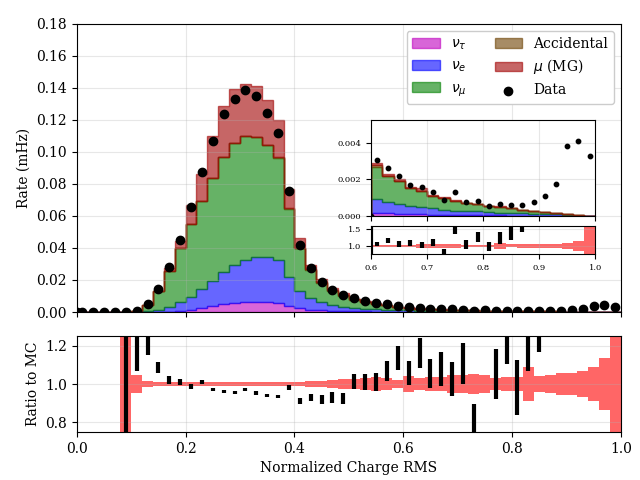 0.18
0.16
0.14
0.12
0.10
0.08
0.06
0.04
0.02
0.00
Rate (mHz)
ν_τ
ν_e
ν_μ
Accidental
μ (MG)
Data
0.004
0.002
0.000
1.5
1.0
0.6 0.7 0.8 0.9 1.0
1.2
1.0
0.8
Ratio to MC
0.0 0.2 0.4 0.6 0.8 1.0
Normalized Charge RMS